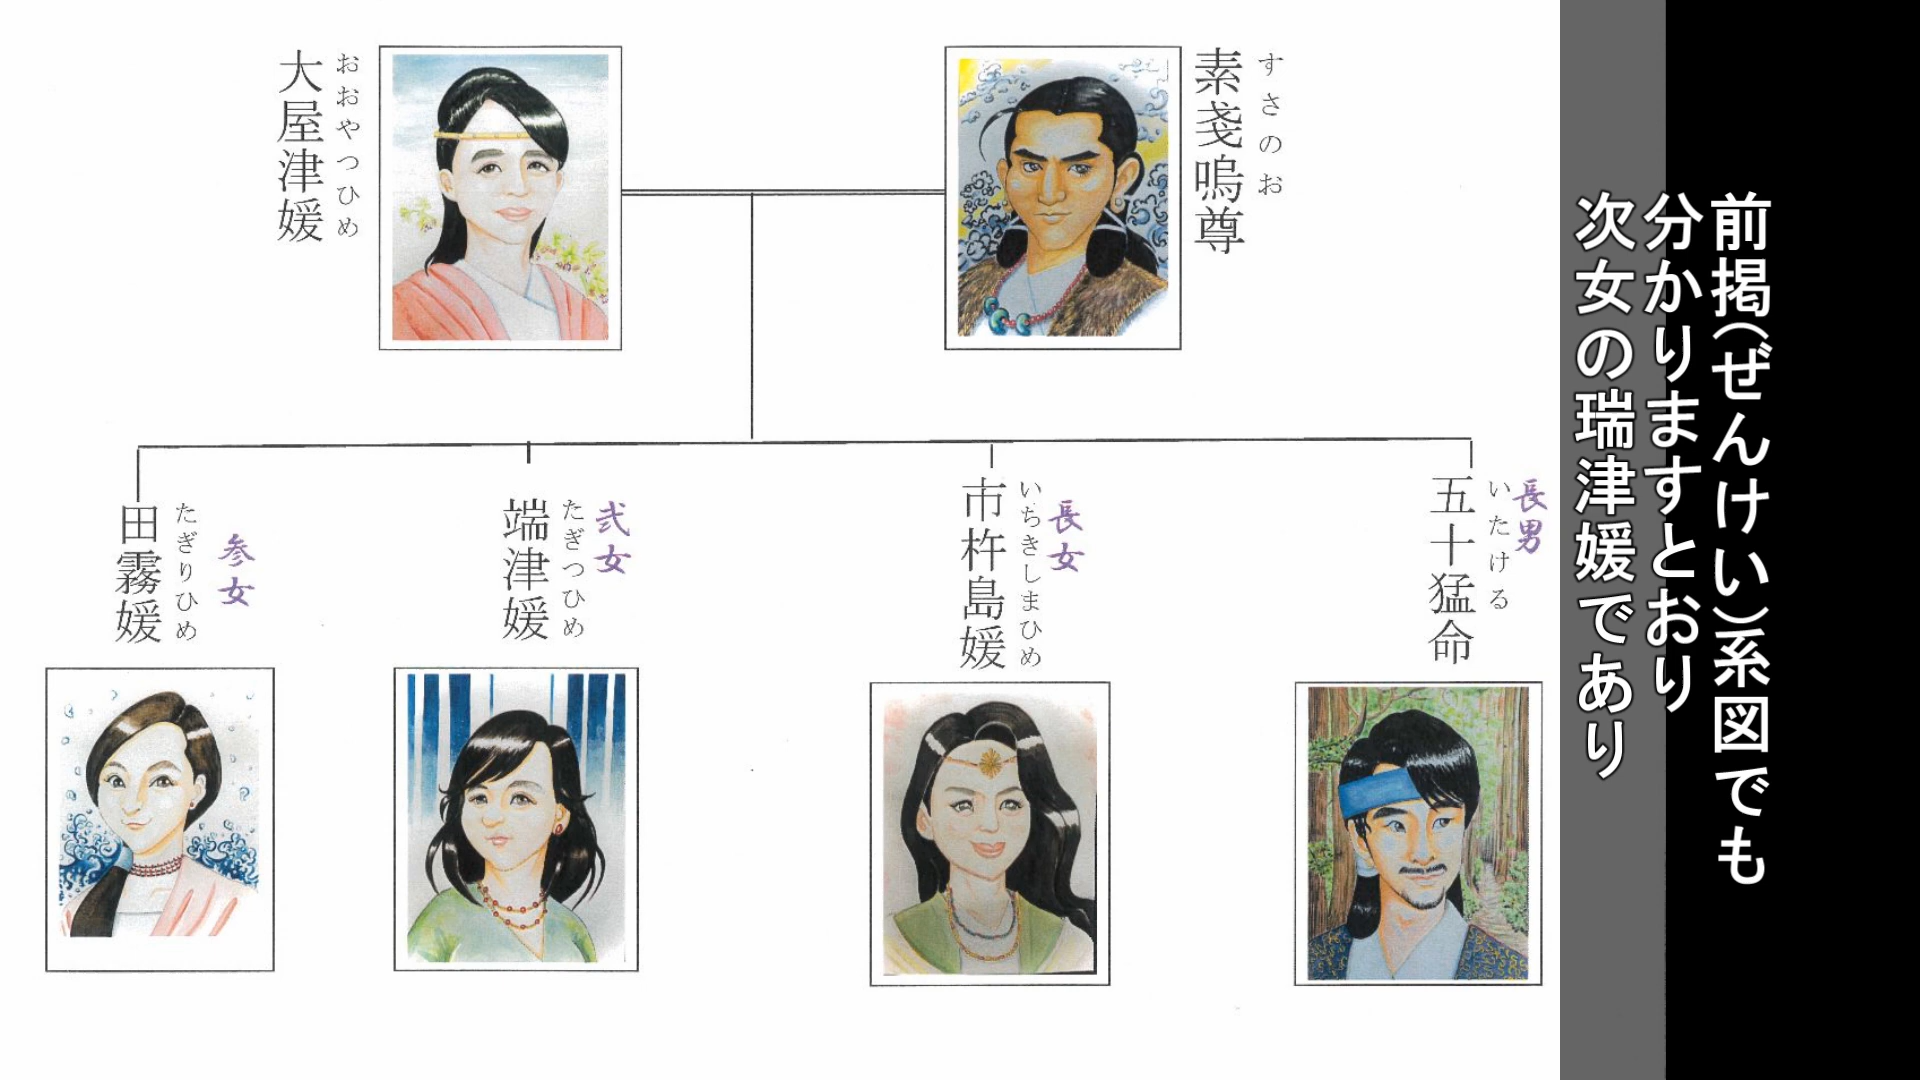 前掲(ぜんけい)系図でも
分かりますとおり
次女の瑞津媛であり
すさのお
素戔嗚尊
おおやつひめ
大屋津媛
長男
いたける
五十猛命
長女
いちきしまひめ
市杵島媛
弐女
たぎつひめ
端津媛
参女
たぎりひめ
田霧媛